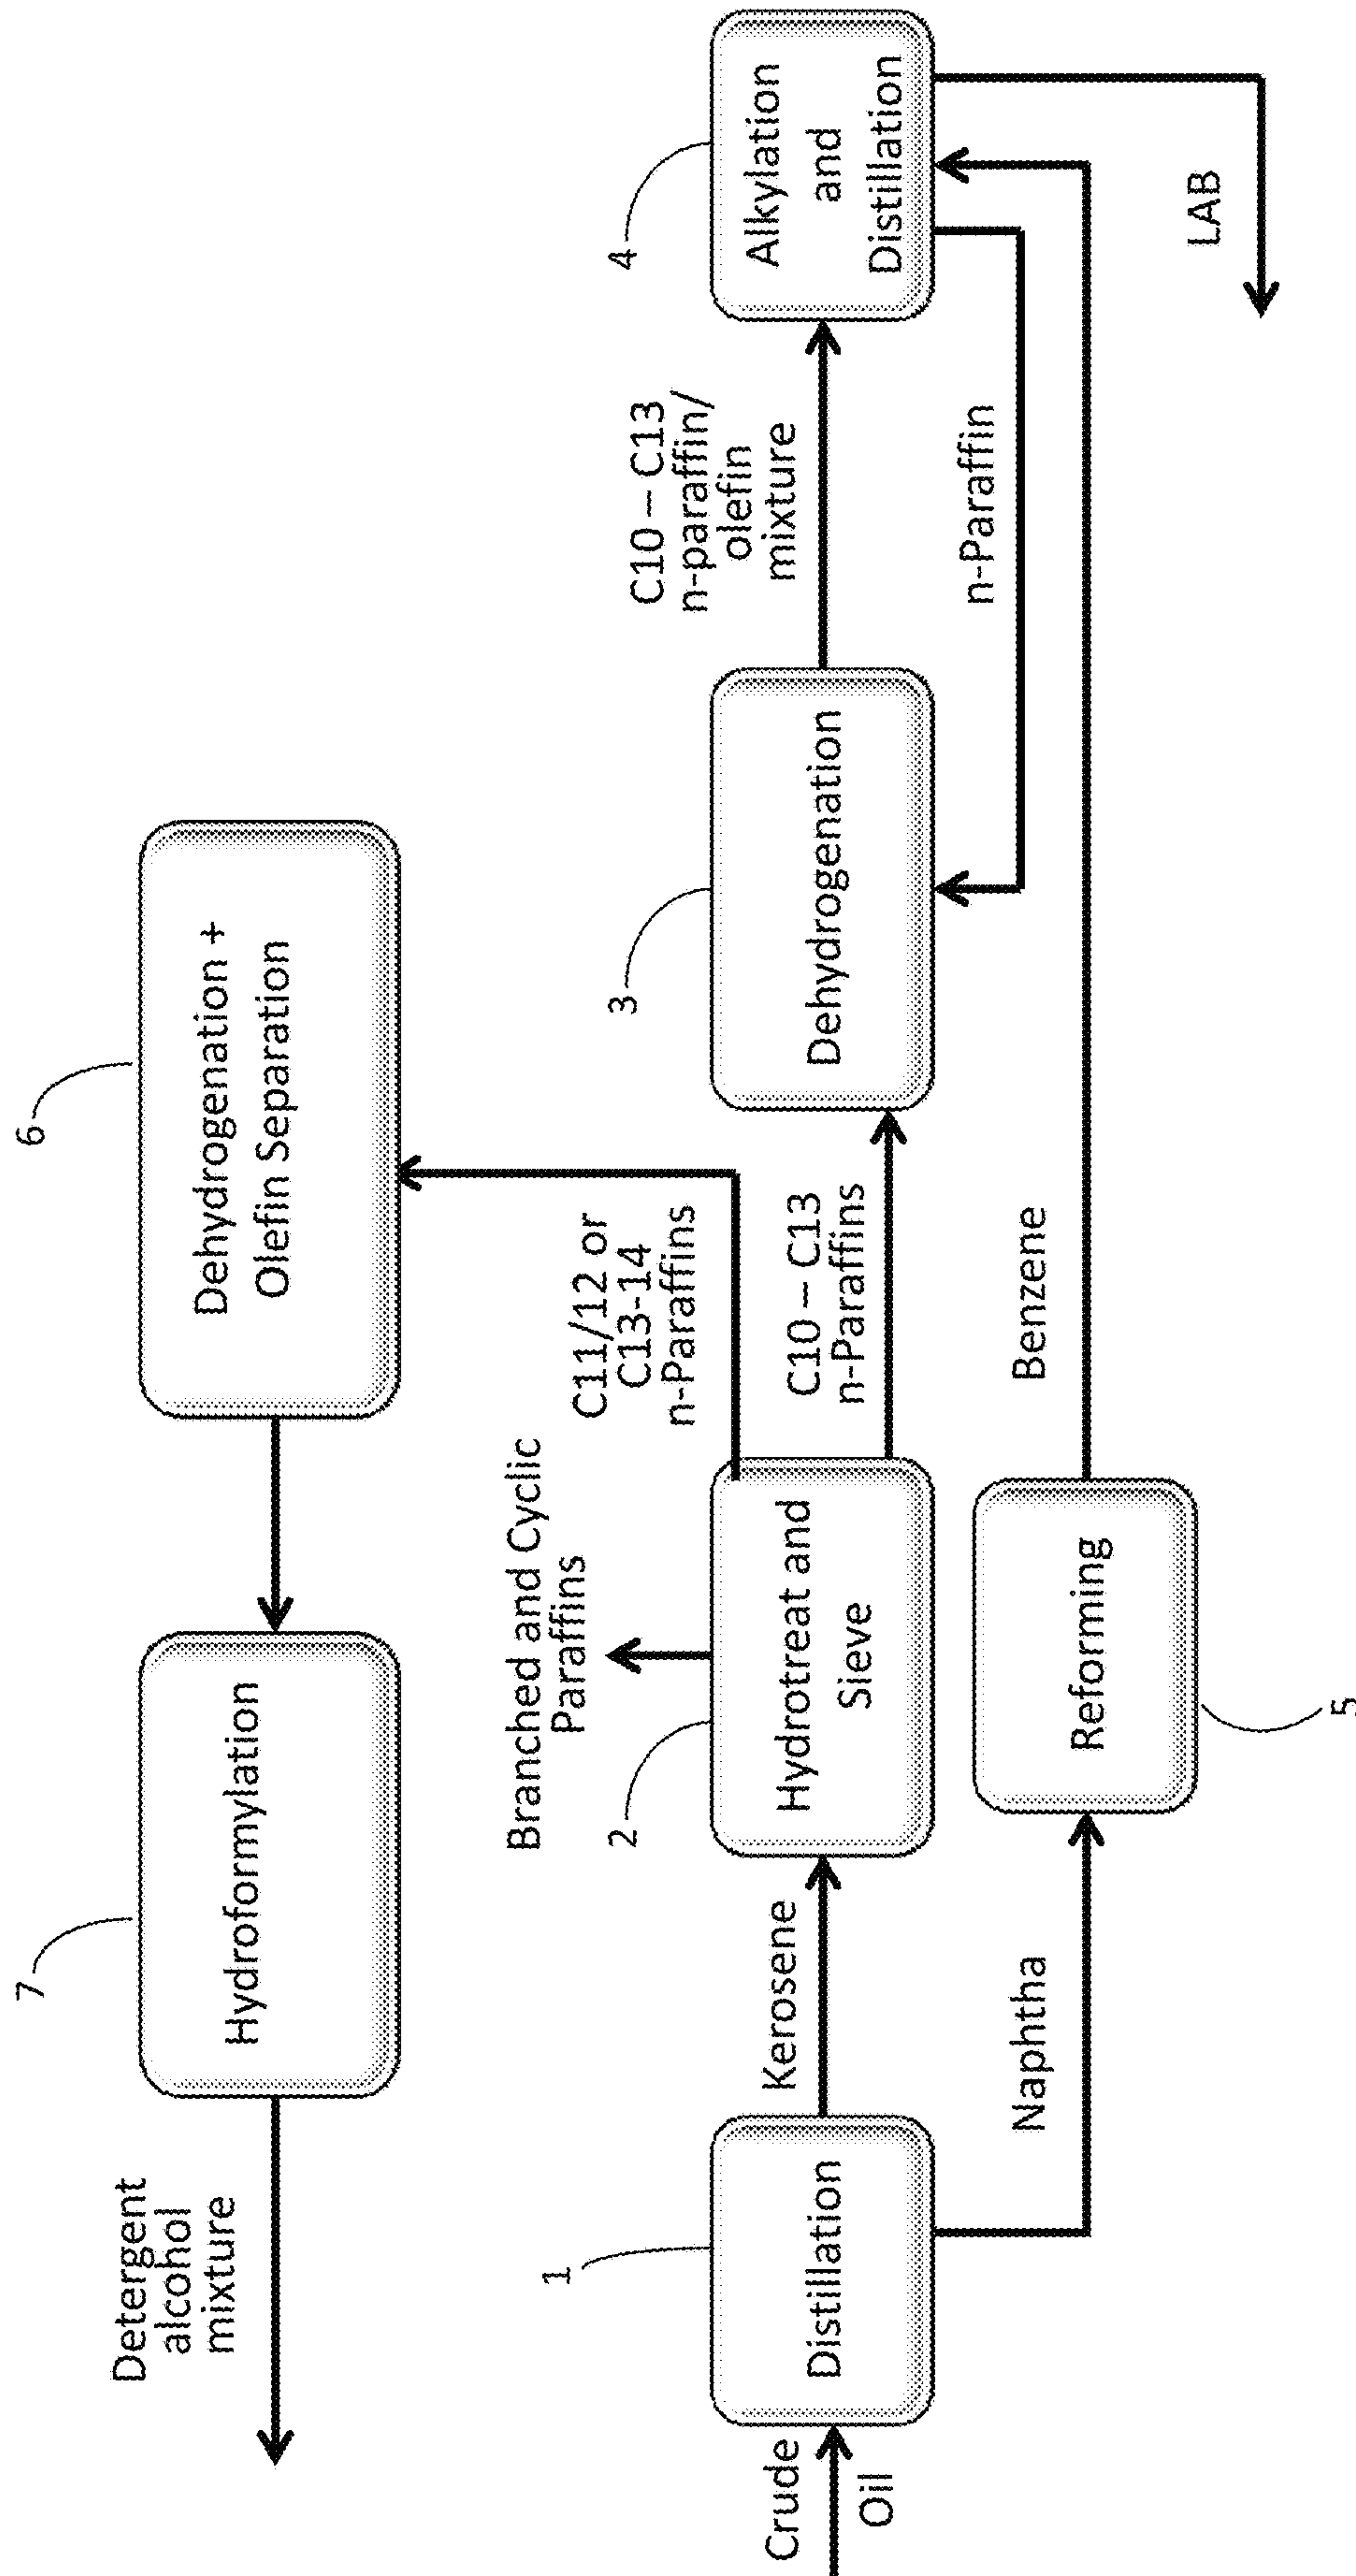 7
6
Detergent
alcohol
mixture
Hydroformylation
Dehydrogenation +
Olefin Separation
Branched and Cyclic
Paraffins
C11/12 or
C13-14
n-Paraffins
C10 – C13
n-paraffin/
olefin
mixture
1
2
3
4
Crude
Oil
Distillation
Kerosene
Hydrotreat and
Sieve
C10 – C13
n-Paraffins
Dehydrogenation
Alkylation
and
Distillation
n-Paraffin
Naphtha
Reforming
Benzene
LAB
5